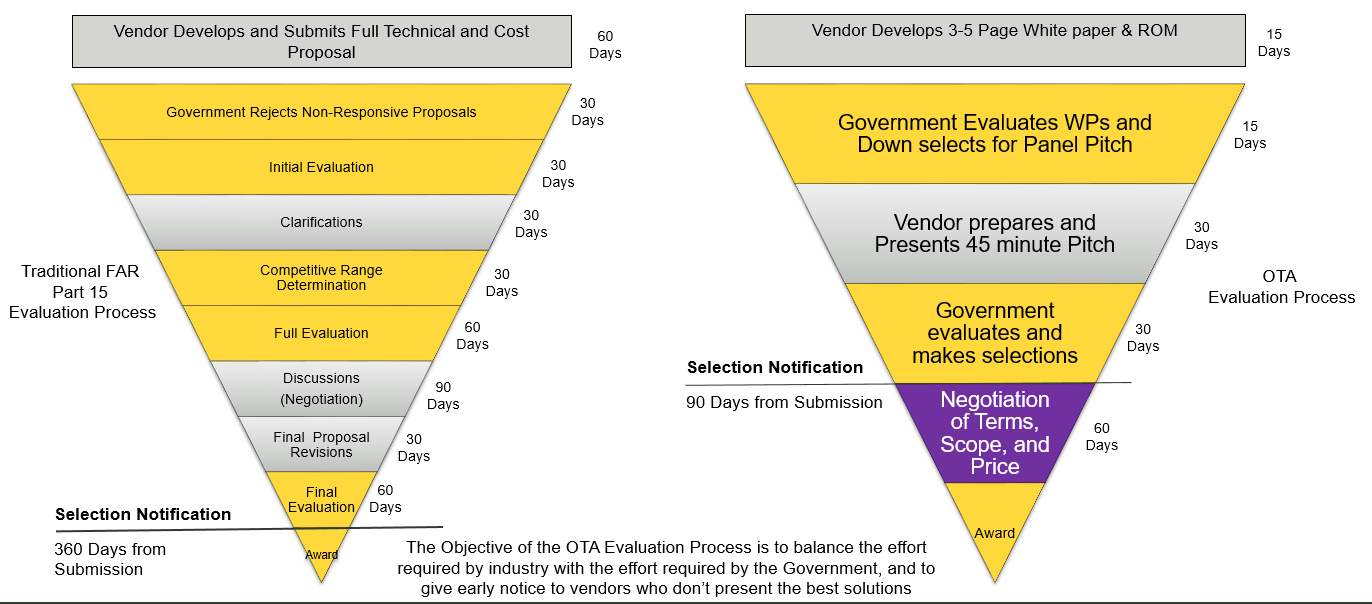 Vendor Develops and Submits Full Technical and Cost
Proposal
60
Days
Government Rejects Non-Responsive Proposals
30
Days
Initial Evaluation
30
Days
Clarifications
30
Days
Traditional FAR
Part 15
Evaluation Process
Competitive Range
Determination
30
Days
Full Evaluation
60
Days
Discussions
(Negotiation)
90
Days
Final Proposal
Revisions
30
Days
Final
Evaluation
60
Days
Selection Notification
360 Days from
Submission
Award
Vendor Develops 3-5 Page White paper & ROM
15
Days
Government Evaluates WPs and
Down selects for Panel Pitch
15
Days
Vendor prepares and
Presents 45 minute Pitch
30
Days
OTA
Evaluation Process
Government
evaluates and
makes selections
30
Days
Selection Notification
90 Days from Submission
Negotiation
of Terms,
Scope, and
Price
60
Days
Award
The Objective of the OTA Evaluation Process is to balance the effort
required by industry with the effort required by the Government, and to
give early notice to vendors who don't present the best solutions